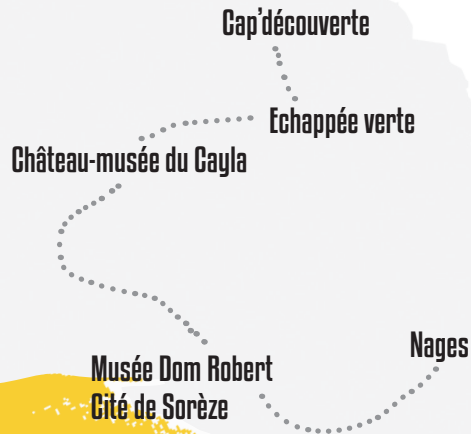 Cap'découverte
Echappée verte
Château-musée du Cayla
Nages
Musée Dom Robert
Cité de Sorèze